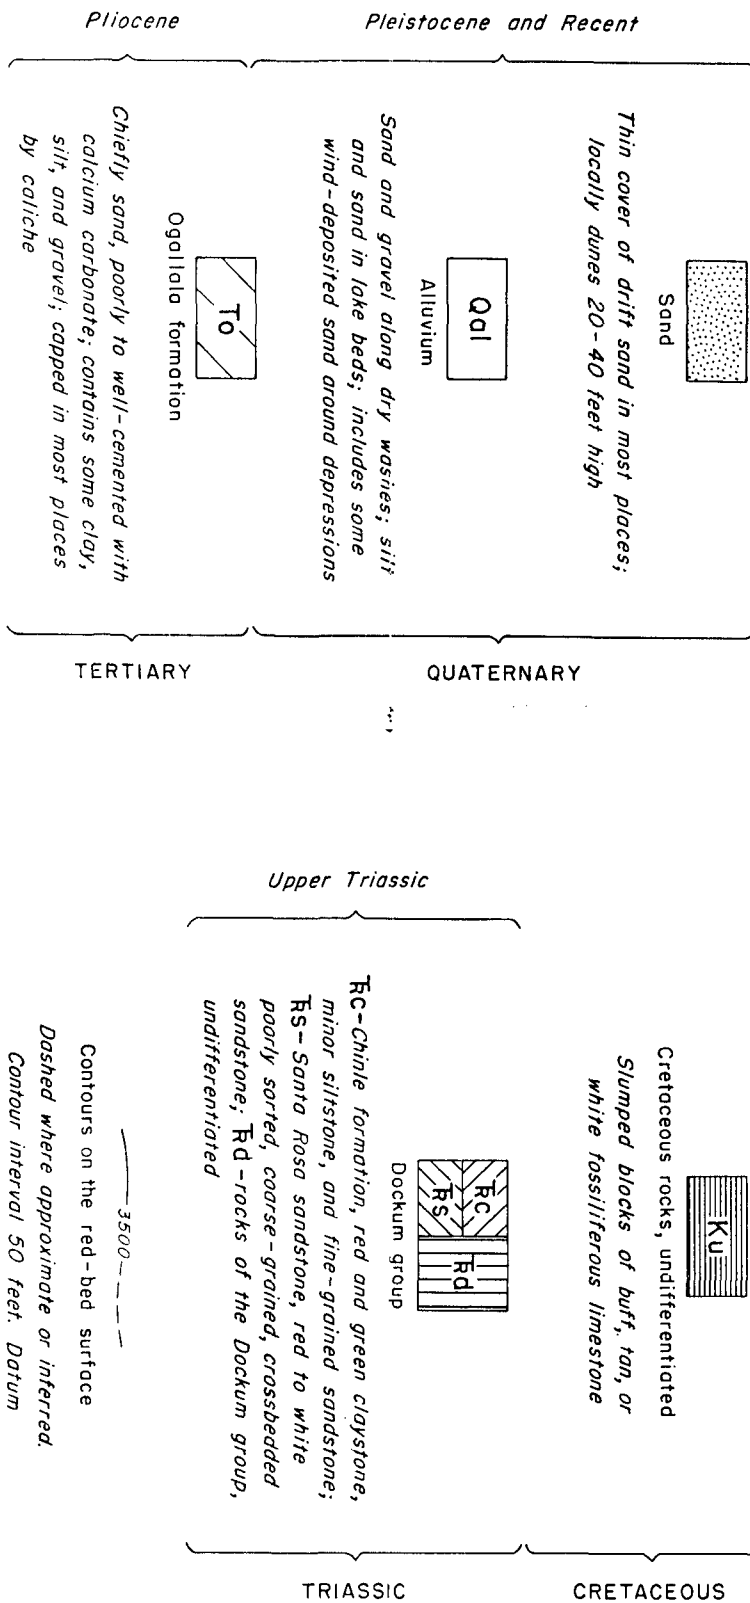 Pleistocene and Recent
Sand
Thin cover of drift sand in most places;
locally dunes 20-40 feet high
Qal
Alluvium
Sand and gravel along dry washes; silt
and sand in lake beds; includes some
wind-deposited sand around depressions
QUATERNARY
Pliocene
To
Ogallala formation
Chiefly sand, poorly to well-cemented with
calcium carbonate; contains some clay,
silt, and gravel; capped in most places
by caliche
TERTIARY
Ku
Cretaceous rocks, undifferentiated
Slumped blocks of buff, tan, or
white fossiliferous limestone
CRETACEOUS
Upper Triassic
TRc
TRs
TRd
Dockum group
TRc-Chinle formation, red and green claystone,
minor siltstone, and fine-grained sandstone;
TRs-Santa Rosa sandstone, red to white
poorly sorted, coarse-grained, crossbedded
sandstone; TRd-rocks of the Dockum group,
undifferentiated
TRIASSIC
3500
Contours on the red-bed surface
Dashed where approximate or inferred.
Contour interval 50 feet. Datum